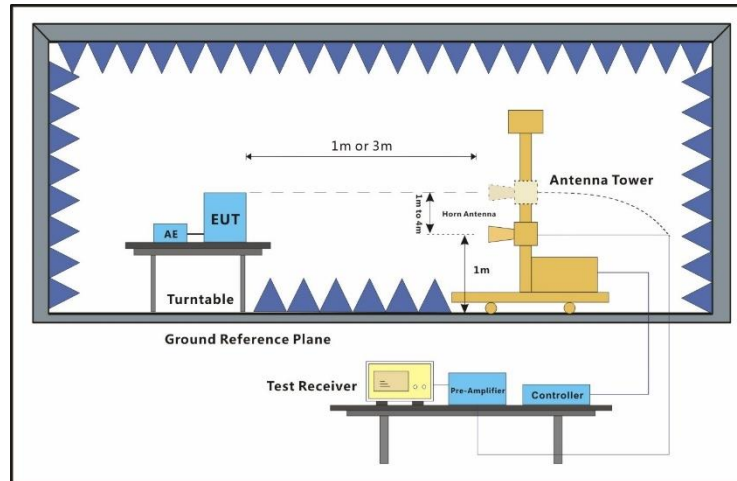 1m or 3m
Antenna Tower
1m to 4m
Horn Antenna
EUT
AE
1m
Turntable
Ground Reference Plane
Test Receiver
Pre-Amplifier
Controller